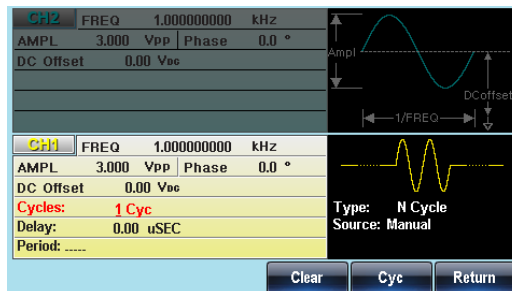 CH2 FREQ 1.000000000 kHz
AMPL 3.000 Vpp Phase 0.0 °
DC Offset 0.00 VDC
Ampl
DCoffset
1/FREQ
CH1 FREQ 1.000000000 kHz
AMPL 3.000 Vpp Phase 0.0 °
DC Offset 0.00 VDC
Cycles: 1 Cyc
Delay: 0.00 uSEC
Period: -----
Type: N Cycle
Source: Manual
Clear Cyc Return